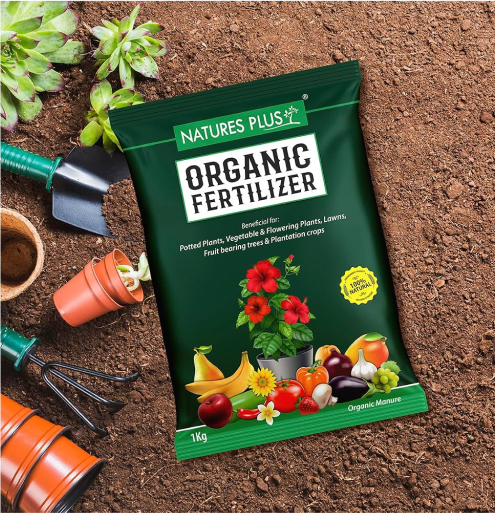 NATURES PLUS
®
ORGANIC
FERTILIZER
Beneficial for:
Potted Plants, Vegetable & Flowering Plants, Lawns,
Fruit bearing trees & Plantation crops
100%
NATURAL
1Kg
Organic Manure